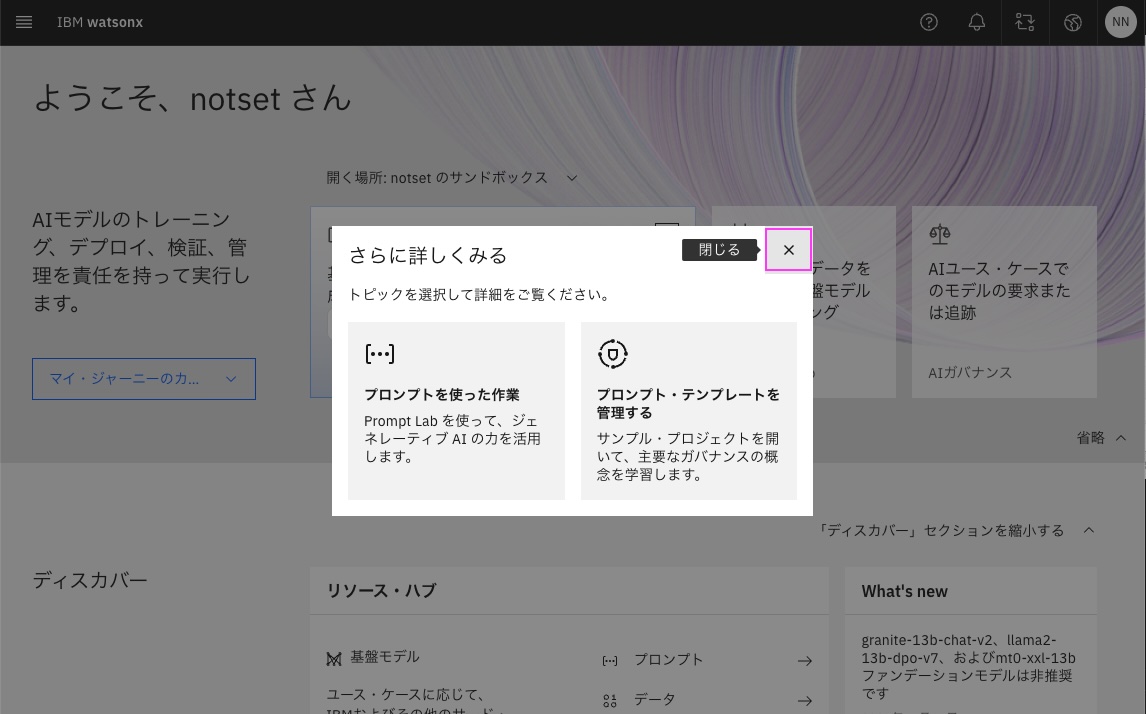 IBM watsonx
NN
ようこそ、notset さん
開く場所: notset のサンドボックス
AIモデルのトレーニン
グ、デプロイ、検証、管
理を責任を持って実行し
ます。
マイ・ジャーニーのカ...
さらに詳しくみる
閉じる
トピックを選択して詳細をご覧ください。
プロンプトを使った作業
Prompt Lab を使って、ジェ
ネレーティブ AI の力を活用
します。
プロンプト・テンプレートを
管理する
サンプル・プロジェクトを開
いて、主要なガバナンスの概
念を学習します。
データを
盤モデル
ング
AIユース・ケースで
のモデルの要求また
は追跡
AIガバナンス
省略
「ディスカバー」セクションを縮小する
ディスカバー
リソース・ハブ
基盤モデル
ユース・ケースに応じて、
プロンプト
データ
What's new
granite-13b-chat-v2、llama2-
13b-dpo-v7、およびmt0-xxl-13b
ファンデーションモデルは非推奨
です